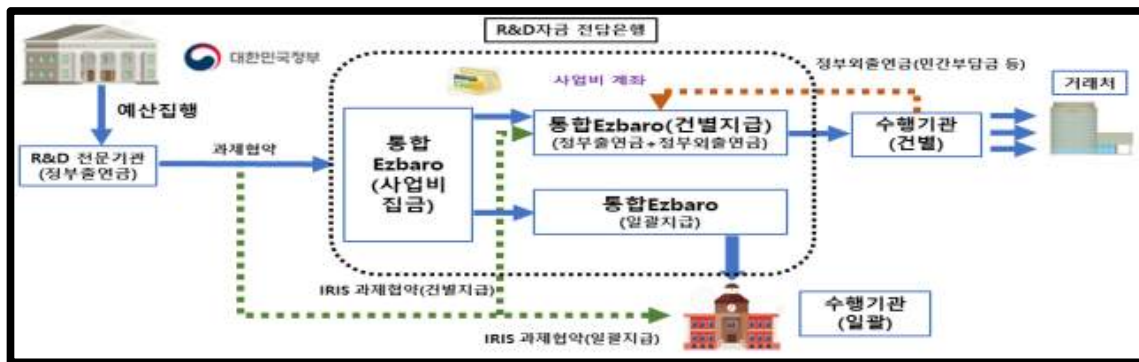 R&D자금 전담은행
대한민국정부
예산집행
R&D 전문기관
(정부출연금)
과제협약
통합
Ezbaro
(사업비
집금)
사업비 계좌
통합Ezbaro(건별지급)
(정부출연금+정부외출연금)
통합Ezbaro
(일괄지급)
정부외출연금(민간부담금 등)
수행기관
(건별)
거래처
IRIS 과제협약(건별지급)
IRIS 과제협약(일괄지급)
수행기관
(일괄)